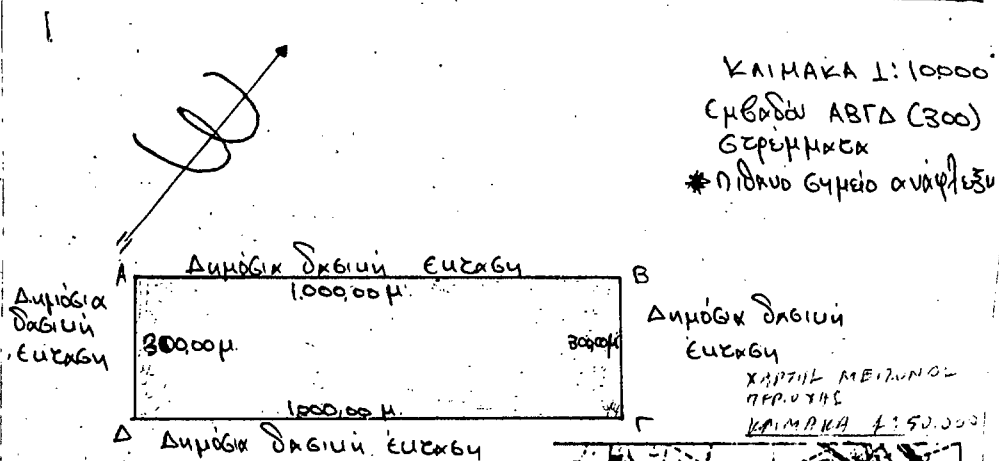 ΚΛΙΜΑΚΑ 1:10000
Εμβαδόν ΑΒΓΔ (300)
στρέμματα
* Πιθανό σημείο ανάφλεξη
Α Δημόσια δασική έκταση Β
1.000,00 μ.
Δημόσια
δασική
έκταση
300,00 μ.
300,00 μ
Δημόσια δασική
έκταση
ΧΑΡΤΗΣ ΜΕΙΖΟΝΟΣ
ΠΕΡΙΟΧΗΣ
ΚΛΙΜΑΚΑ 1:50.000
1.000,00 μ.
Δ Γ
Δημόσια δασική έκταση